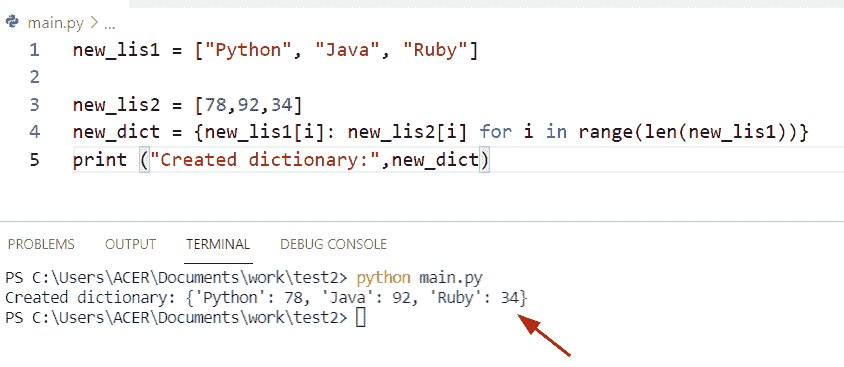 main.py > ...
1 new_lis1 = ["Python", "Java", "Ruby"]
2
3 new_lis2 = [78,92,34]
4 new_dict = {new_lis1[i]: new_lis2[i] for i in range(len(new_lis1))}
5 print ("Created dictionary:",new_dict)
PROBLEMS OUTPUT TERMINAL DEBUG CONSOLE
PS C:\Users\ACER\Documents\work\test2> python main.py
Created dictionary: {'Python': 78, 'Java': 92, 'Ruby': 34}
PS C:\Users\ACER\Documents\work\test2>